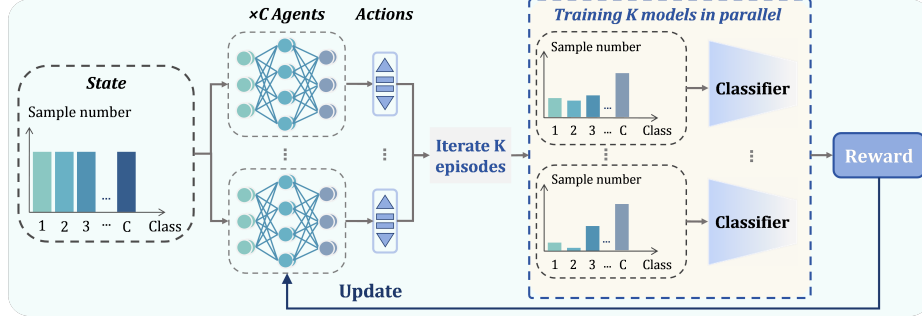 ×C Agents
Actions
Training K models in parallel
State
Sample number
1 2 3 ... C Class
...
...
Iterate K
episodes
Sample number
1 2 3 ... C Class
Classifier
...
...
Sample number
1 2 3 ... C Class
Classifier
Reward
Update